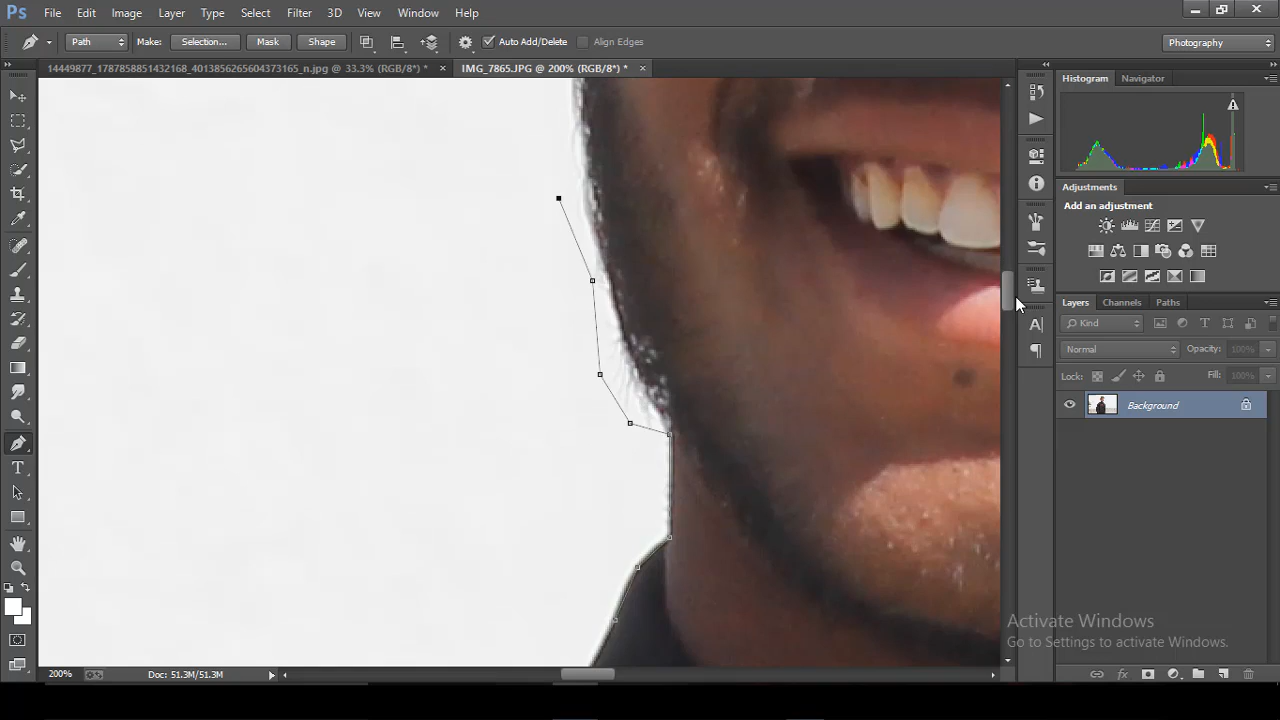 Ps File Edit Image Layer Type Select Filter 3D View Window Help
Path Make: Selection... Mask Shape Auto Add/Delete Align Edges Photography
14449877_1787858851432168_4013856265604373165_n.jpg @ 33.3% (RGB/8*) * IMG_7865.JPG @ 200% (RGB/8*) *
Histogram Navigator
Adjustments
Add an adjustment
Layers Channels Paths
Kind
Normal Opacity: 100%
Lock: Fill: 100%
Background
Activate Windows
Go to Settings to activate Windows.
200% Doc: 51.3M/51.3M